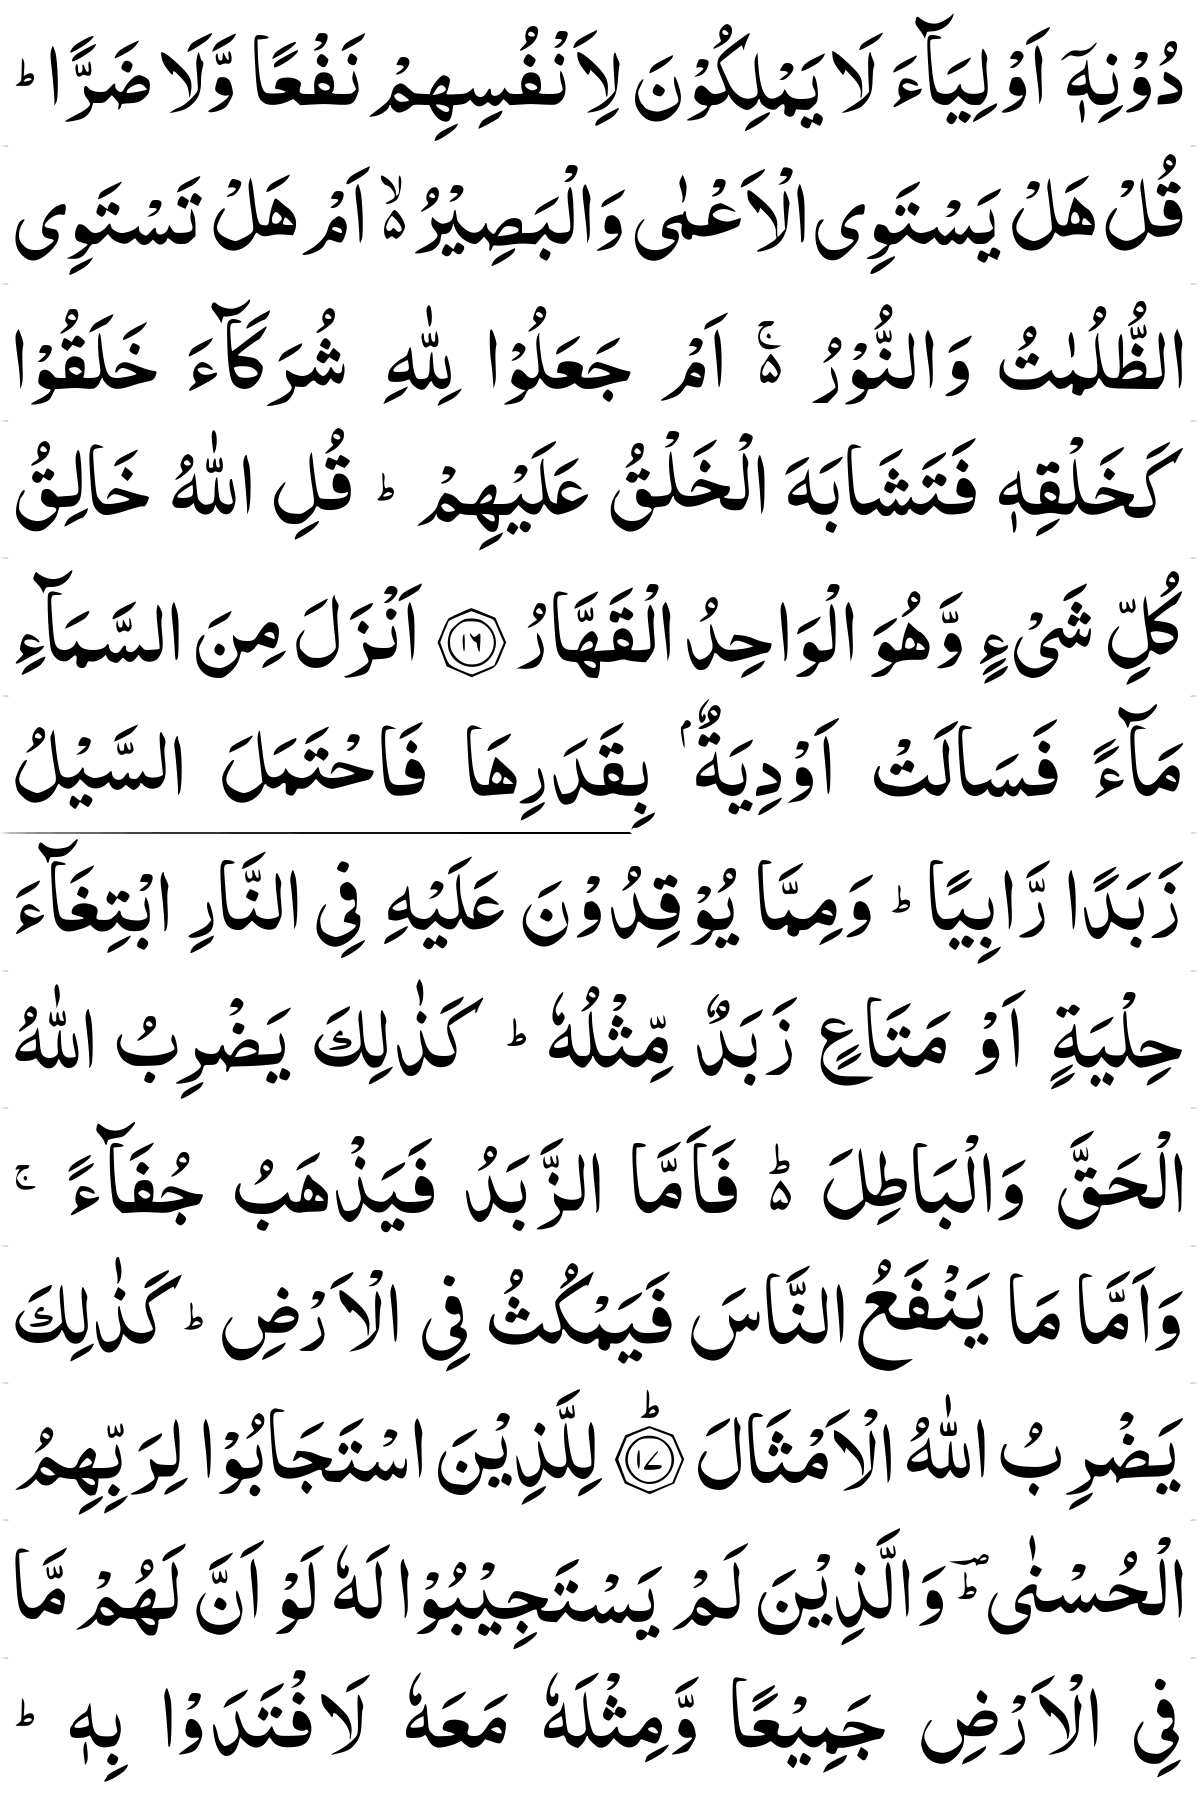 دُوْنِهٖۤ اَوْلِيَآءَ لَا يَمْلِكُوْنَ لِاَنْفُسِهِمْ نَفْعًا وَّلَا ضَرًّا ؕ
قُلْ هَلْ يَسْتَوِى الْاَعْمٰى وَالْبَصِيْرُ ۙ۬ اَمْ هَلْ تَسْتَوِى
الظُّلُمٰتُ وَالنُّوْرُ ۚ۬ اَمْ جَعَلُوْا لِلّٰهِ شُرَكَآءَ خَلَقُوْا
كَخَلْقِهٖ فَتَشَابَهَ الْخَلْقُ عَلَيْهِمْ ؕ قُلِ اللّٰهُ خَالِقُ
كُلِّ شَىْءٍ وَّهُوَ الْوَاحِدُ الْقَهَّارُ ۝۱۶ اَنْزَلَ مِنَ السَّمَآءِ
مَآءً فَسَالَتْ اَوْدِيَةٌۢ بِقَدَرِهَا فَاحْتَمَلَ السَّيْلُ
زَبَدًا رَّابِيًا ؕ وَمِمَّا يُوْقِدُوْنَ عَلَيْهِ فِى النَّارِ ابْتِغَآءَ
حِلْيَةٍ اَوْ مَتَاعٍ زَبَدٌ مِّثْلُهٗ ؕ كَذٰلِكَ يَضْرِبُ اللّٰهُ
الْحَقَّ وَالْبَاطِلَ ؕ۬ فَاَمَّا الزَّبَدُ فَيَذْهَبُ جُفَآءً ۚ
وَاَمَّا مَا يَنْفَعُ النَّاسَ فَيَمْكُثُ فِى الْاَرْضِ ؕ كَذٰلِكَ
يَضْرِبُ اللّٰهُ الْاَمْثَالَ ؕ۝۱۷ لِلَّذِيْنَ اسْتَجَابُوْا لِرَبِّهِمُ
الْحُسْنٰى ؕؔ وَالَّذِيْنَ لَمْ يَسْتَجِيْبُوْا لَهٗ لَوْ اَنَّ لَهُمْ مَّا
فِى الْاَرْضِ جَمِيْعًا وَّمِثْلَهٗ مَعَهٗ لَافْتَدَوْا بِهٖ ؕ